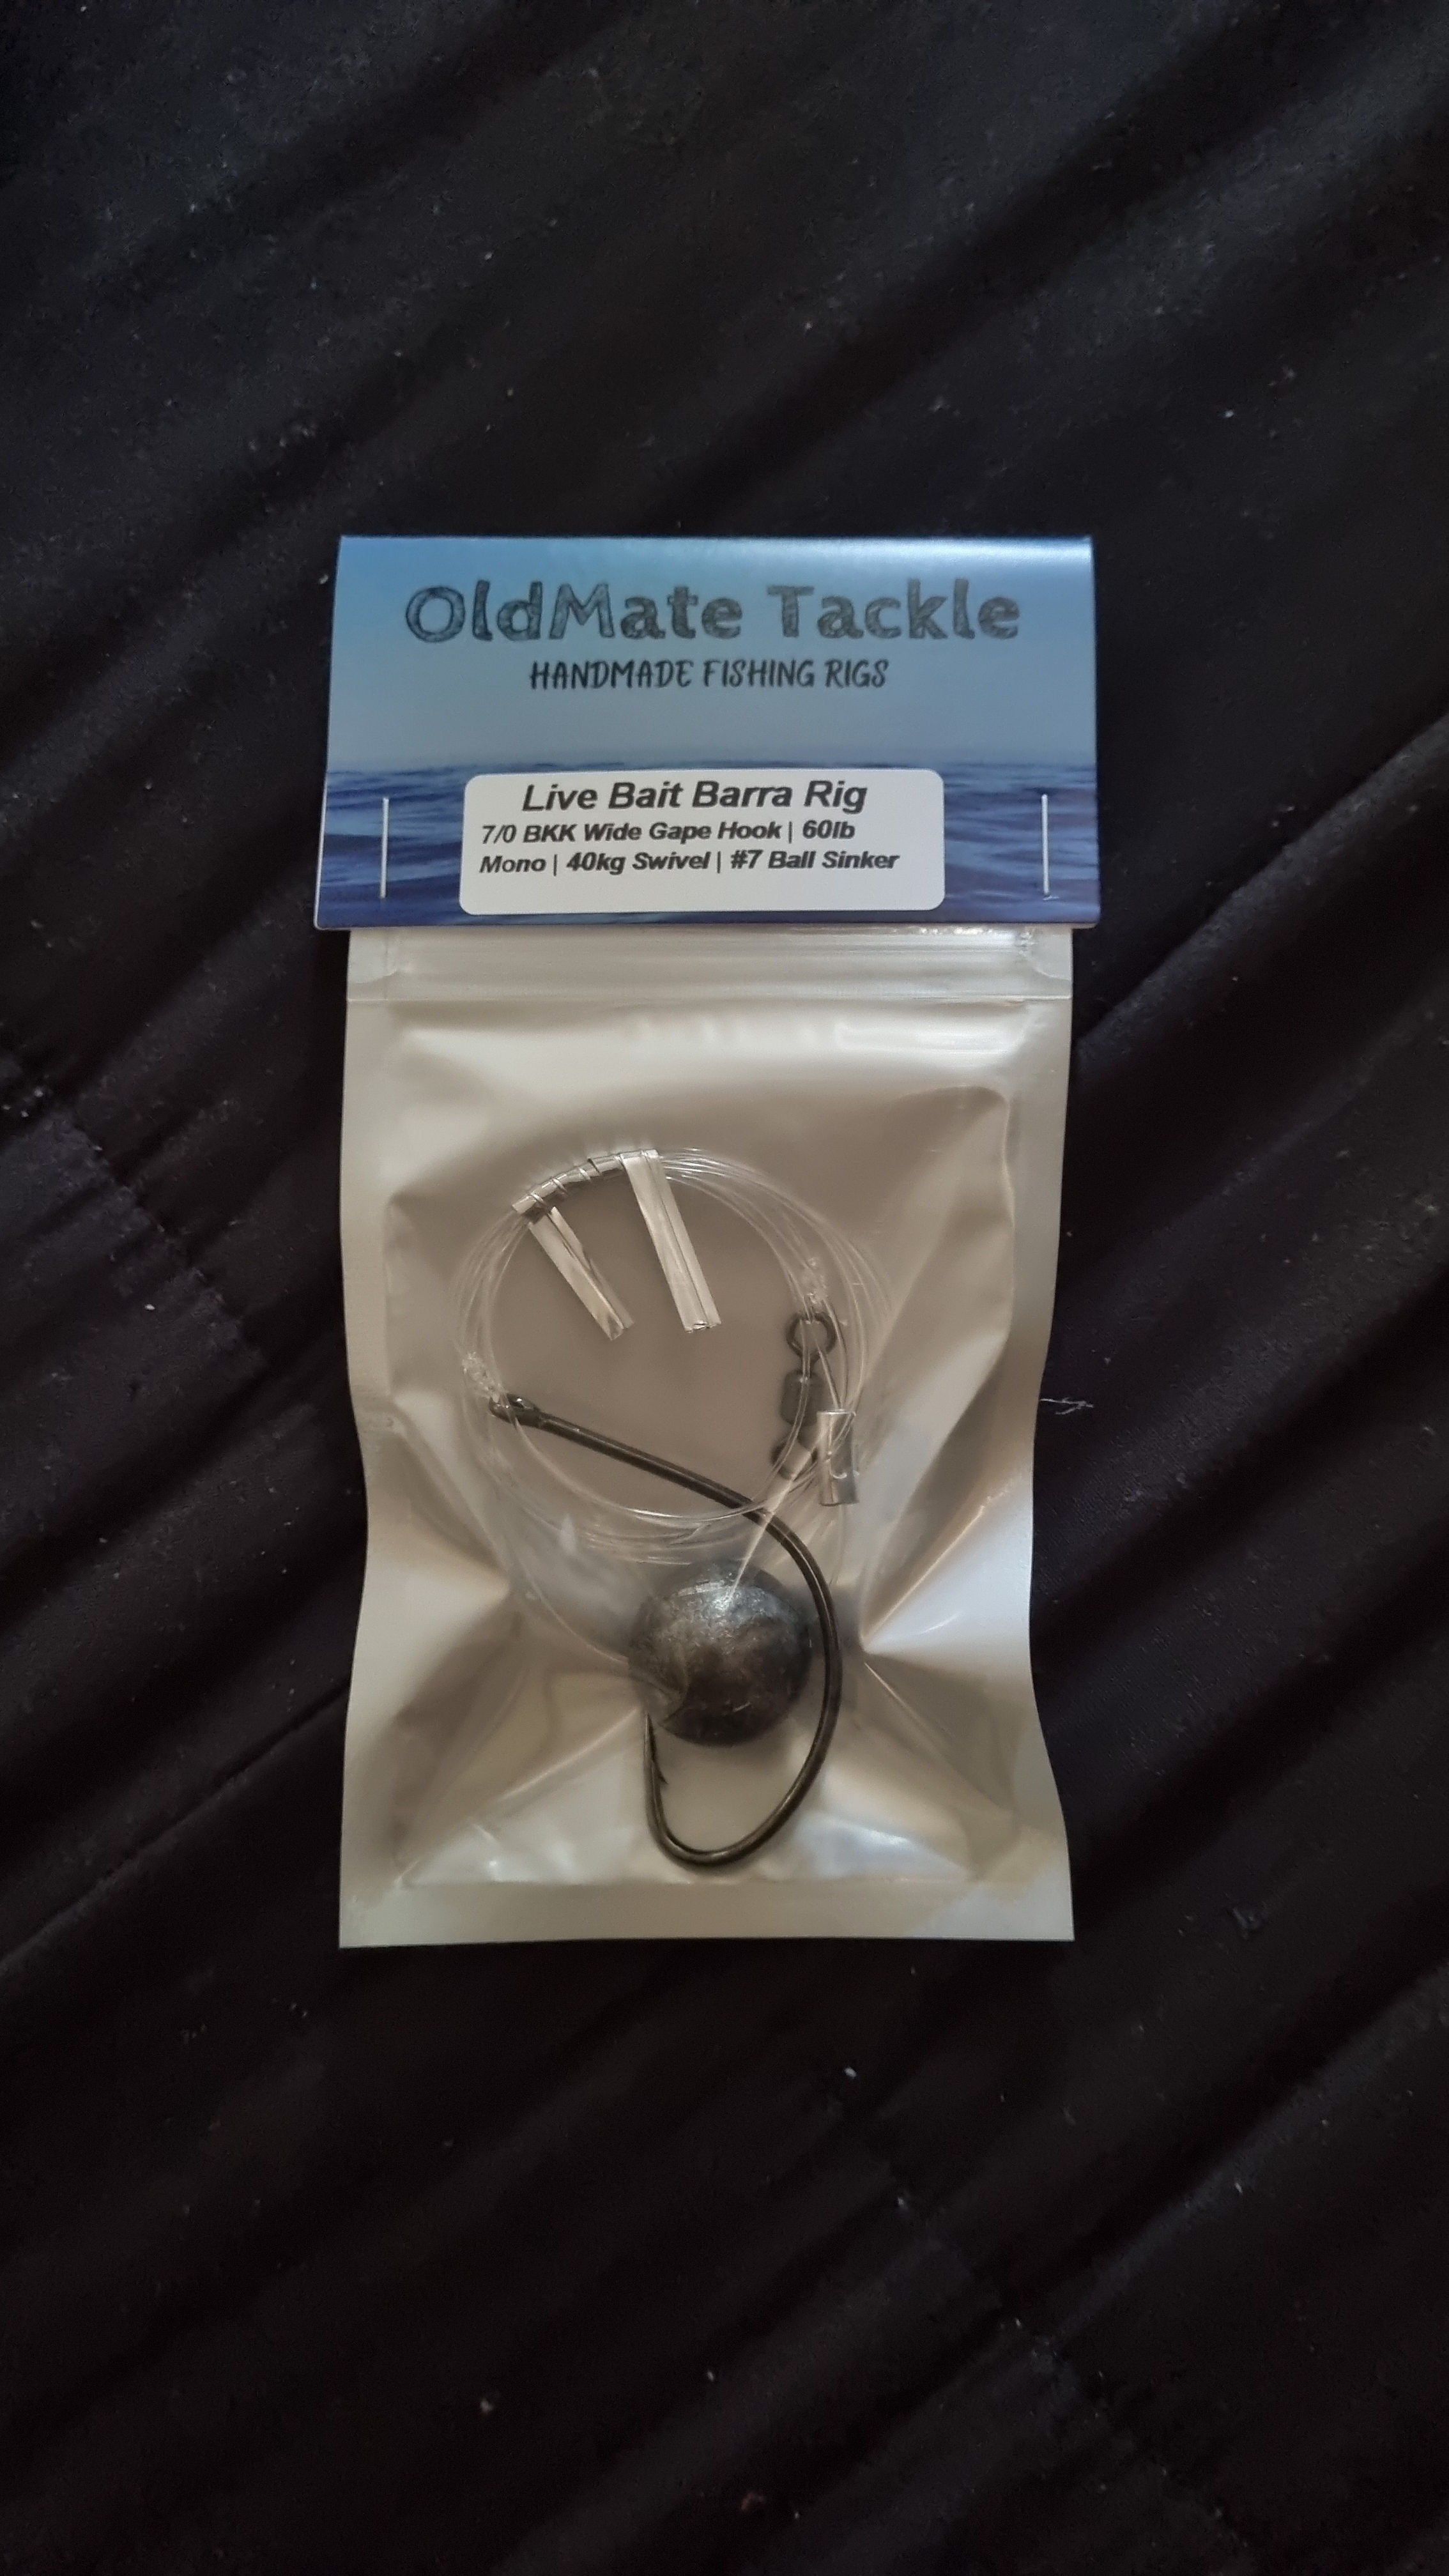 OldMate Tackle
HANDMADE FISHING RIGS
Live Bait Barra Rig
7/0 BKK Wide Gape Hook | 60lb
Mono | 40kg Swivel | #7 Ball Sinker